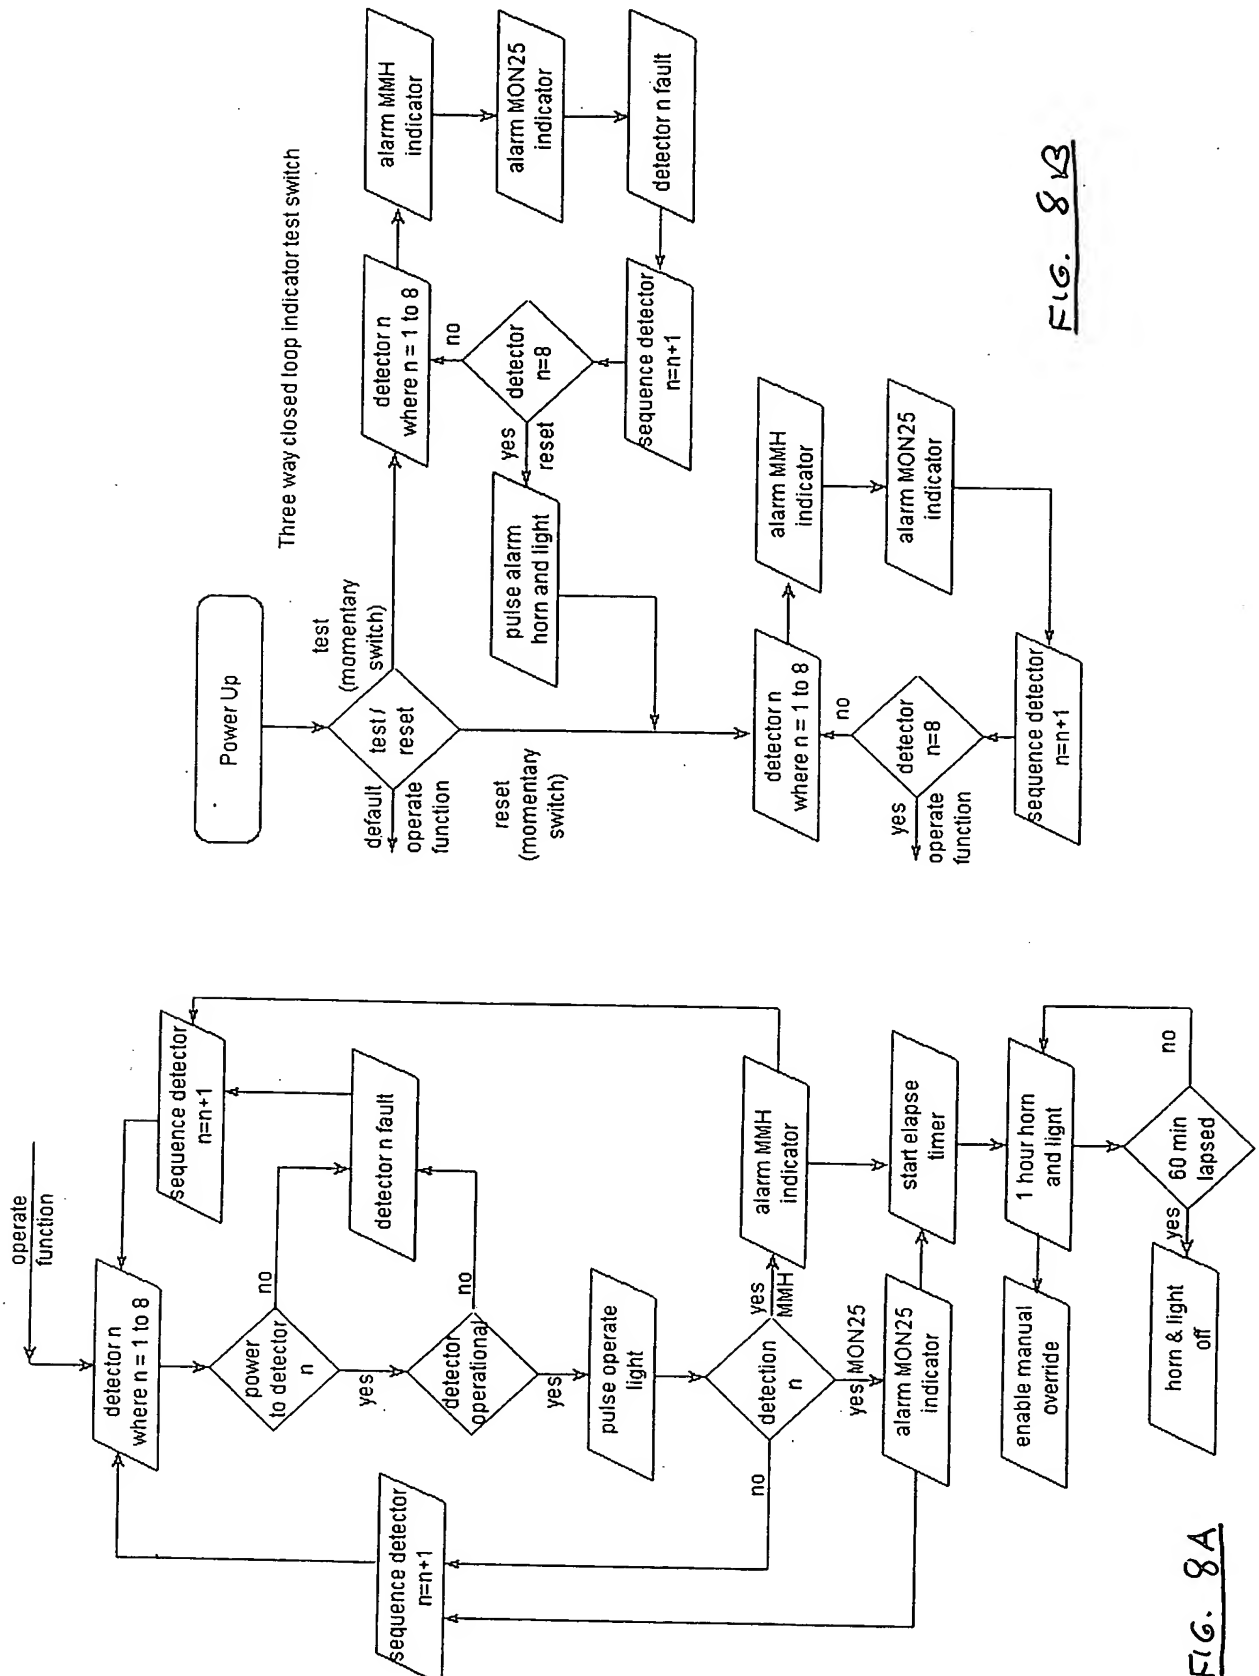 operate
function
detector n
where n = 1 to 8
sequence detector
n=n+1
power
to detector
n
no
yes
detector n fault
detector
operational
no
yes
pulse operate
light
sequence detector
n=n+1
detection
n
no
yes
MMH
yes MON25
alarm MMH
indicator
alarm MON25
indicator
start elapse
timer
1 hour horn
and light
enable manual
override
60 min
lapsed
no
yes
horn & light
off
FIG. 8A
Three way closed loop indicator test switch
Power Up
test /
reset
default
operate
function
test
(momentary
switch)
reset
(momentary
switch)
detector n
where n = 1 to 8
alarm MMH
indicator
alarm MON25
indicator
detector n fault
sequence detector
n=n+1
detector
n=8
no
yes
reset
pulse alarm
horn and light
detector n
where n = 1 to 8
alarm MMH
indicator
alarm MON25
indicator
sequence detector
n=n+1
detector
n=8
no
yes
operate
function
FIG. 8B